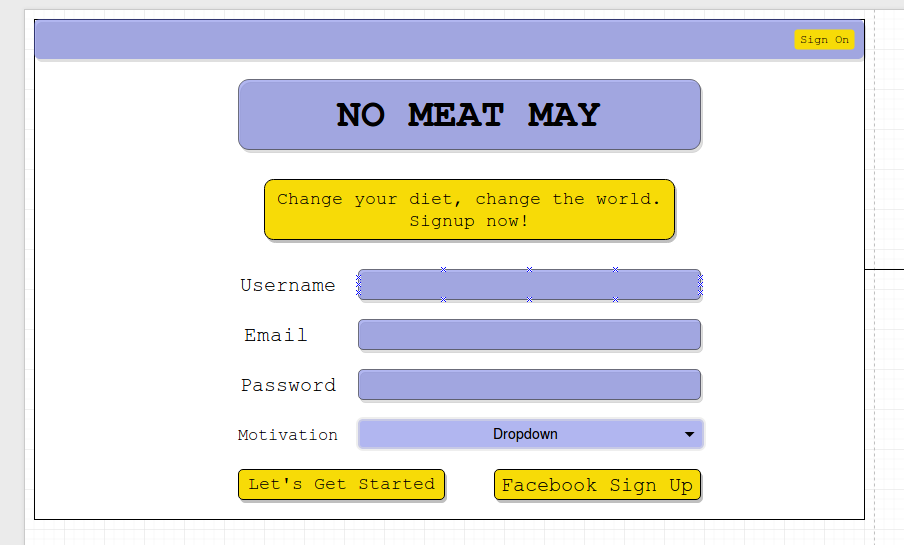 Sign On
NO MEAT MAY
Change your diet, change the world.
Signup now!
Username
Email
Password
Motivation
Dropdown
Let's Get Started
Facebook Sign Up